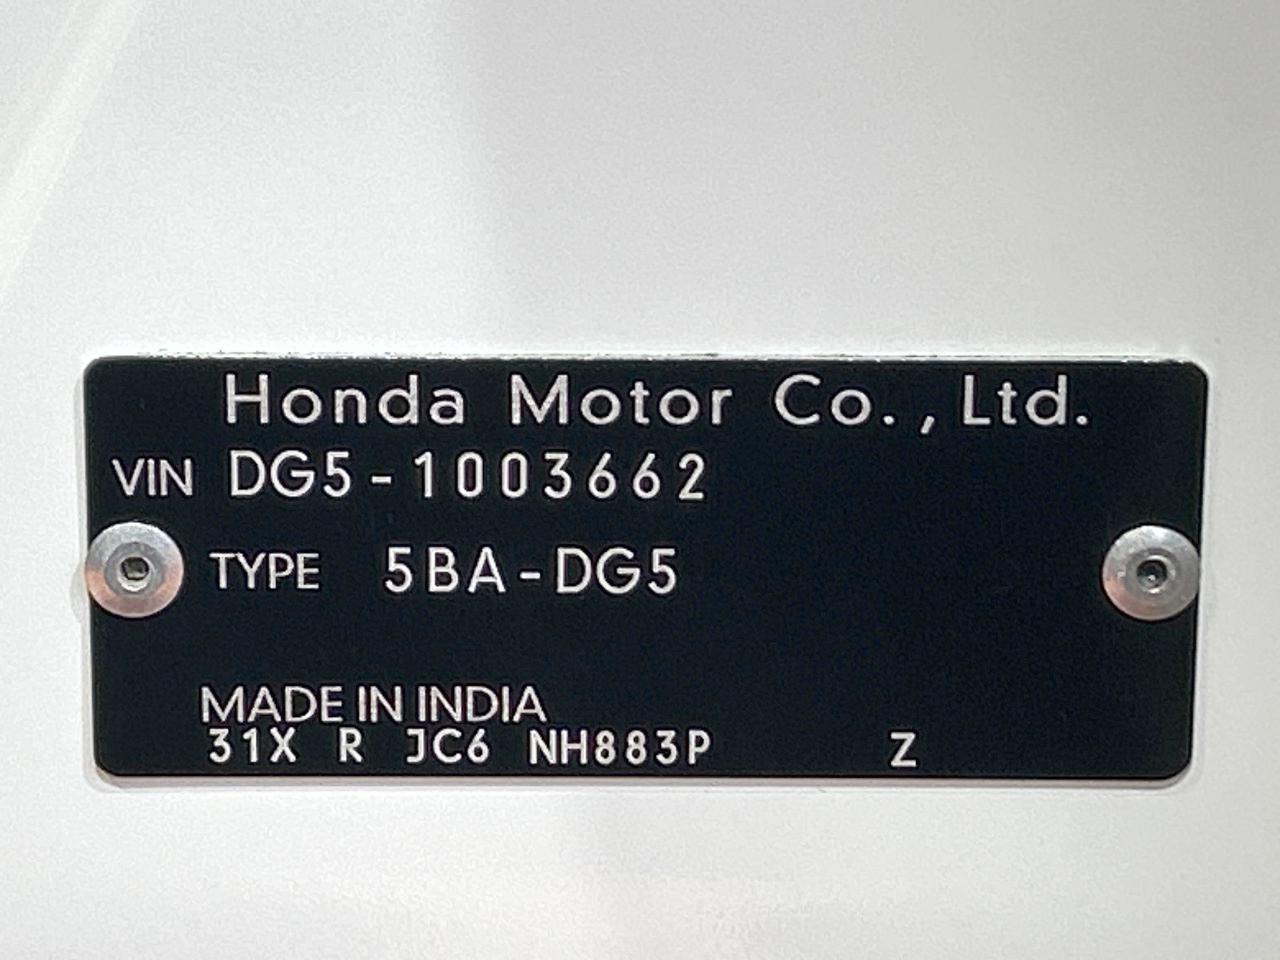 Honda Motor Co., Ltd.
VIN DG5-1003662
TYPE 5BA-DG5
MADE IN INDIA
31X R JC6 NH883P Z